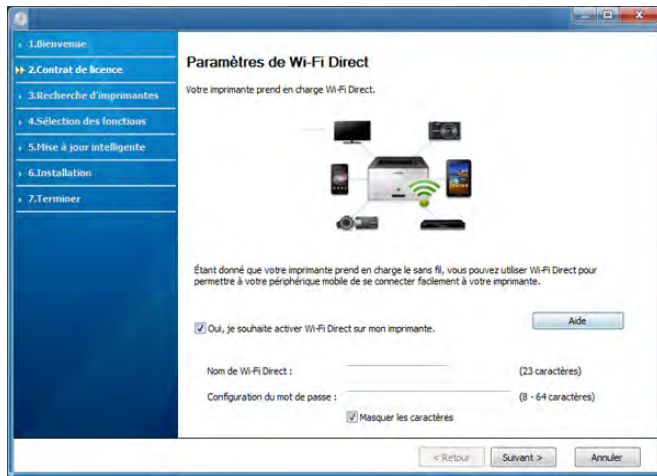 1.Bienvenue
2.Contrat de licence
3.Recherche d'imprimantes
4.Sélection des fonctions
5.Mise à jour intelligente
6.Installation
7.Terminer
Paramètres de Wi-Fi Direct
Votre imprimante prend en charge Wi-Fi Direct.
Étant donné que votre imprimante prend en charge le sans fil, vous pouvez utiliser Wi-Fi Direct pour
permettre à votre périphérique mobile de se connecter facilement à votre imprimante.
Oui, je souhaite activer Wi-Fi Direct sur mon imprimante.
Aide
Nom de Wi-Fi Direct : (23 caractères)
Configuration du mot de passe : (8 - 64 caractères)
Masquer les caractères
< Retour Suivant > Annuler